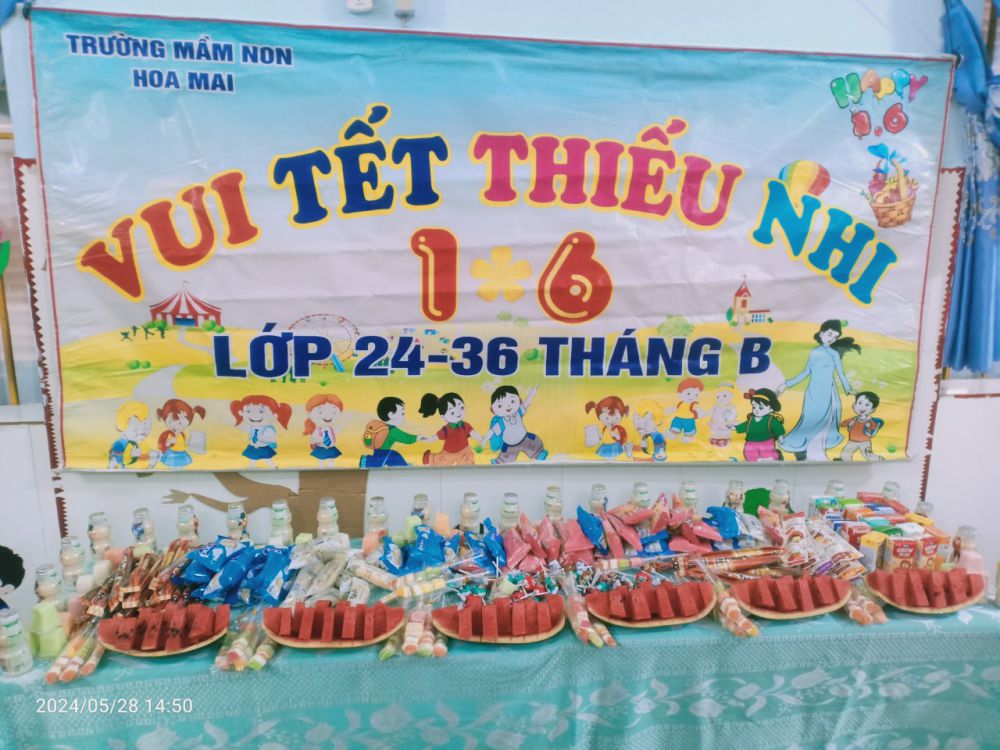 TRƯỜNG MẦM NON
HOA MAI
HAPPY
1.6
VUI TẾT THIẾU NHI
1*6
LỚP 24-36 THÁNG B
2024/05/28 14:50